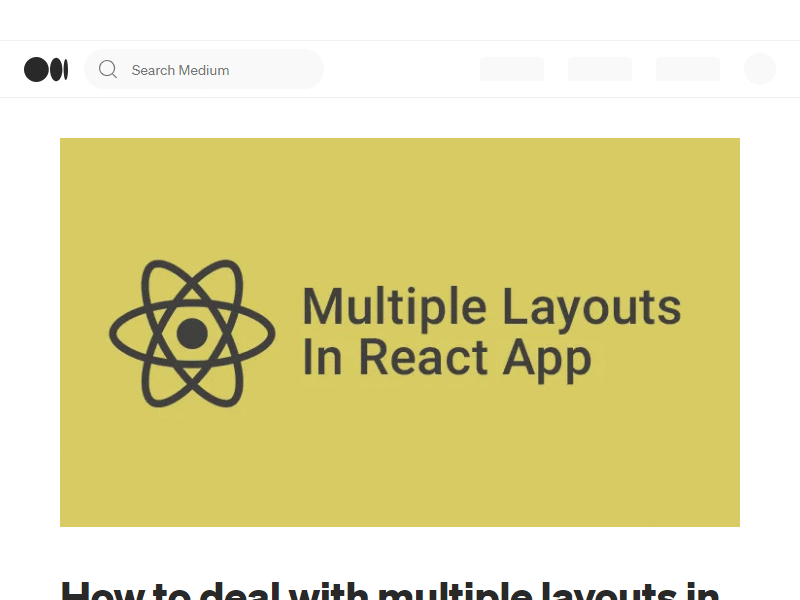 Search Medium
Multiple Layouts
In React App
How to deal with multiple layouts in